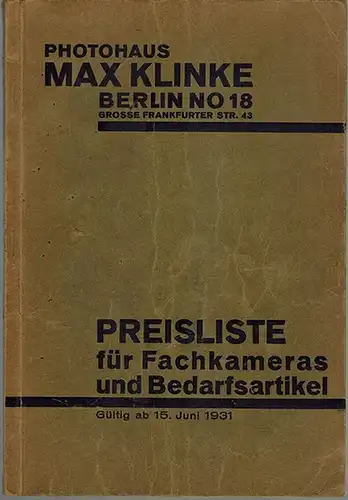 PHOTOHAUS
MAX KLINKE
BERLIN NO 18
GROSSE FRANKFURTER STR. 43
PREISLISTE
für Fachkameras
und Bedarfsartikel
Gültig ab 15. Juni 1931